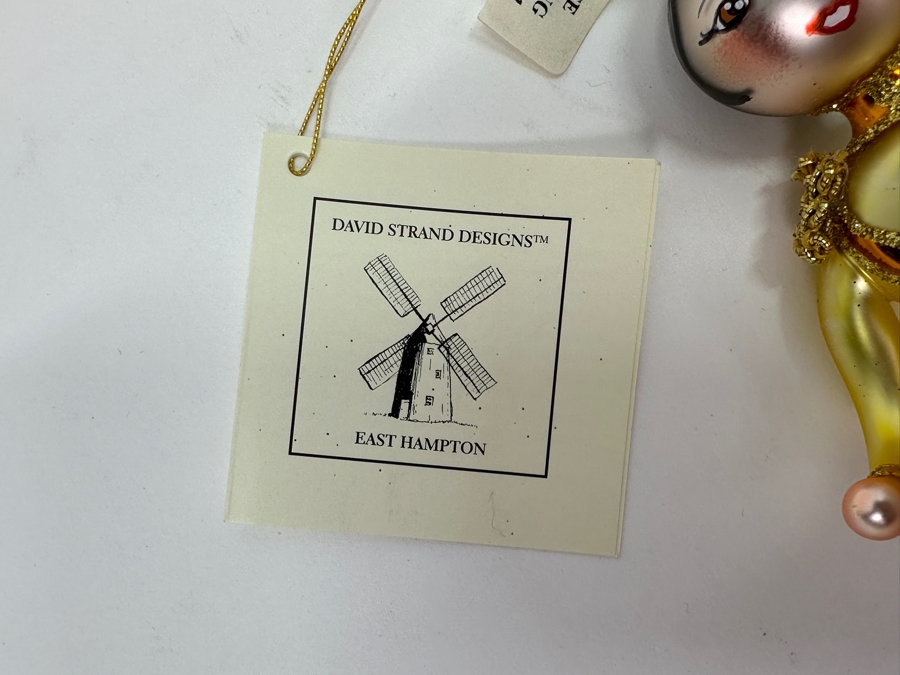 DAVID STRAND DESIGNS™
EAST HAMPTON